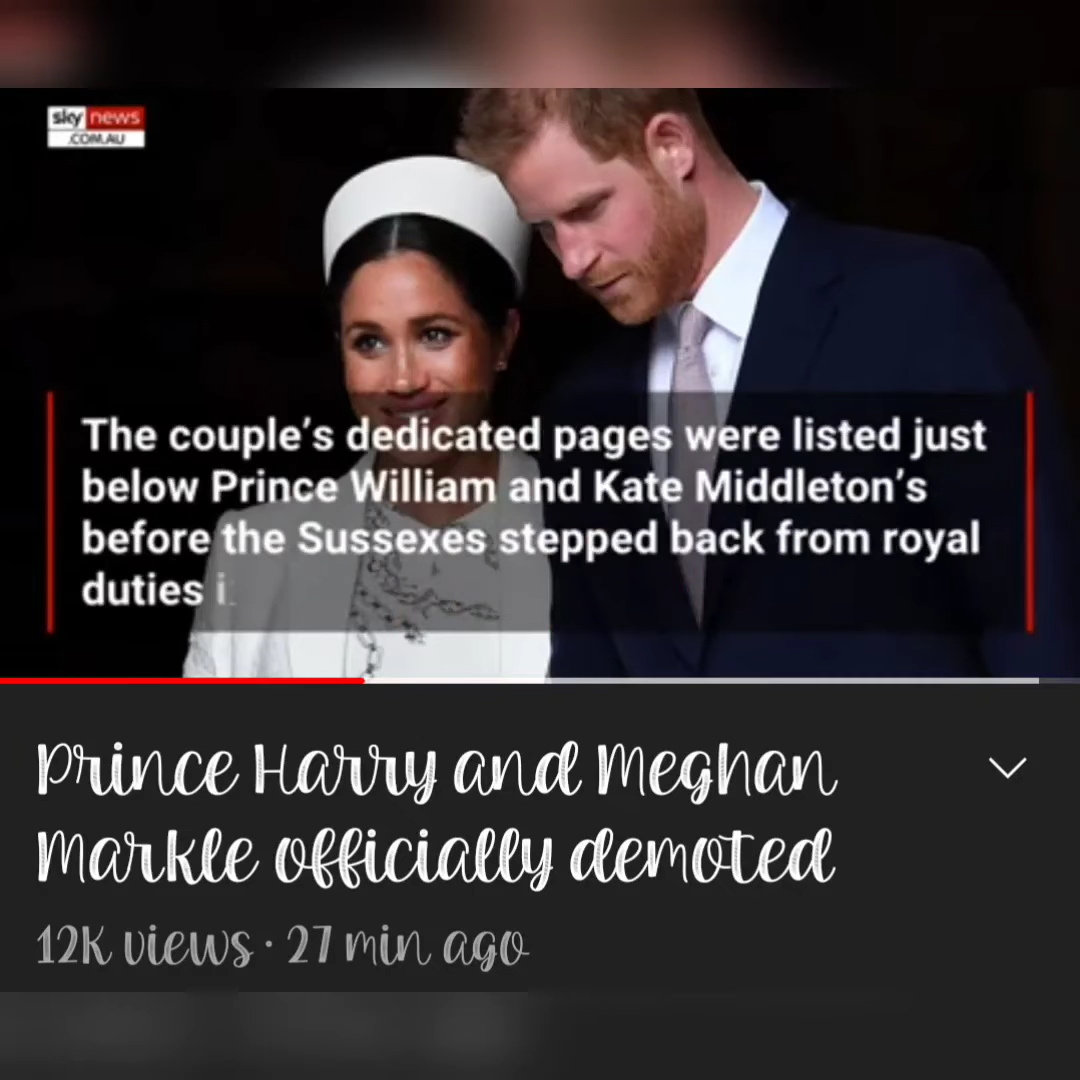 sky news
.COM.AU
The couple's dedicated pages were listed just
below Prince William and Kate Middleton's
before the Sussexes stepped back from royal
duties i
Prince Harry and Meghan
Markle officially demoted
12K views · 27 min ago